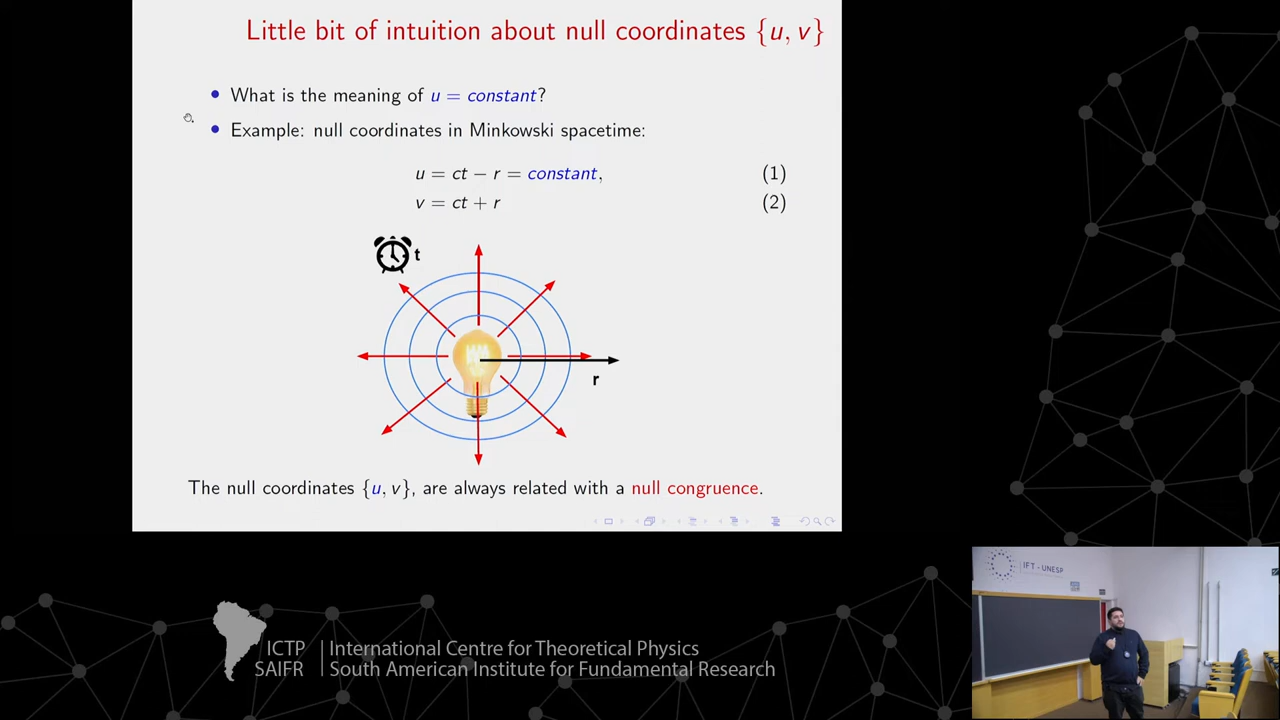 Little bit of intuition about null coordinates {u, v}
• What is the meaning of u = constant?
• Example: null coordinates in Minkowski spacetime:
u = ct − r = constant, (1)
v = ct + r (2)
t
r
The null coordinates {u, v}, are always related with a null congruence.
IFT - UNESP
ICTP International Centre for Theoretical Physics
SAIFR South American Institute for Fundamental Research